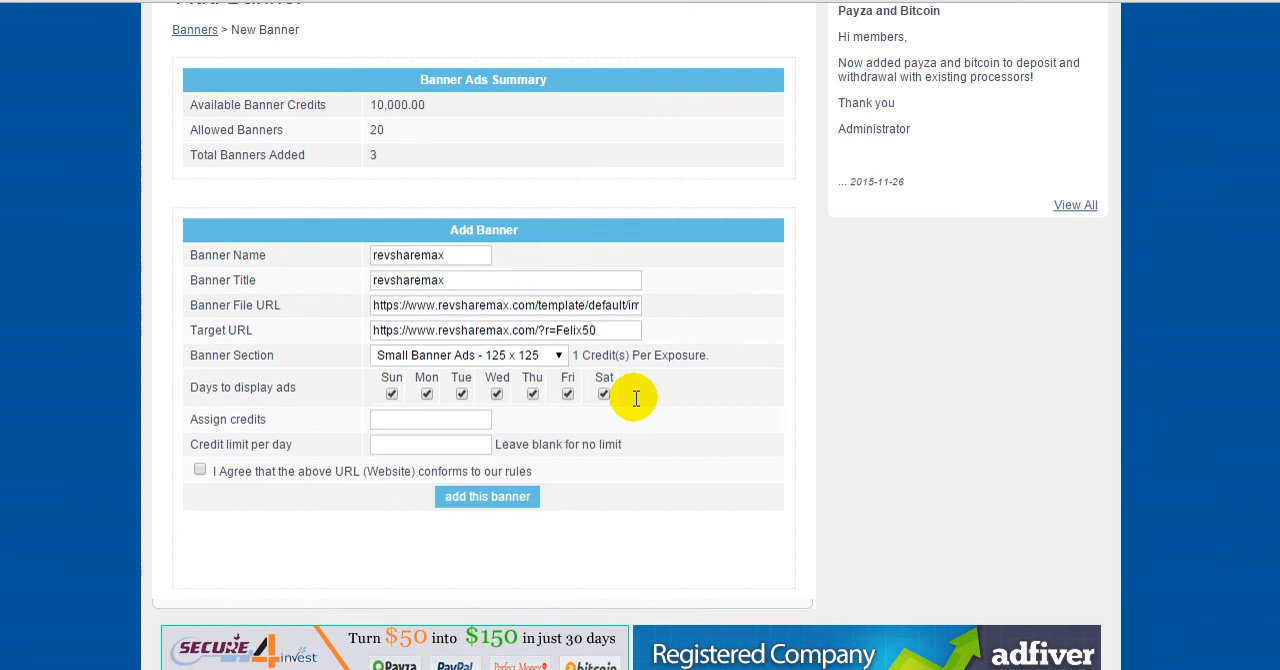 Add Banner
Banners > New Banner
Banner Ads Summary
Available Banner Credits 10,000.00
Allowed Banners 20
Total Banners Added 3
Add Banner
Banner Name revsharemax
Banner Title revsharemax
Banner File URL https://www.revsharemax.com/template/default/im
Target URL https://www.revsharemax.com/?r=Felix50
Banner Section Small Banner Ads - 125 x 125 1 Credit(s) Per Exposure.
Sun Mon Tue Wed Thu Fri Sat
Days to display ads
Assign credits
Credit limit per day Leave blank for no limit
I Agree that the above URL (Website) conforms to our rules
add this banner
Payza and Bitcoin
Hi members,
Now added payza and bitcoin to deposit and
withdrawal with existing processors!
Thank you
Administrator
... 2015-11-26
View All
SECURE 4 invest
Turn $50 into $150 in just 30 days
Payza PayPal Perfect Money bitcoin
Registered Company adfiver